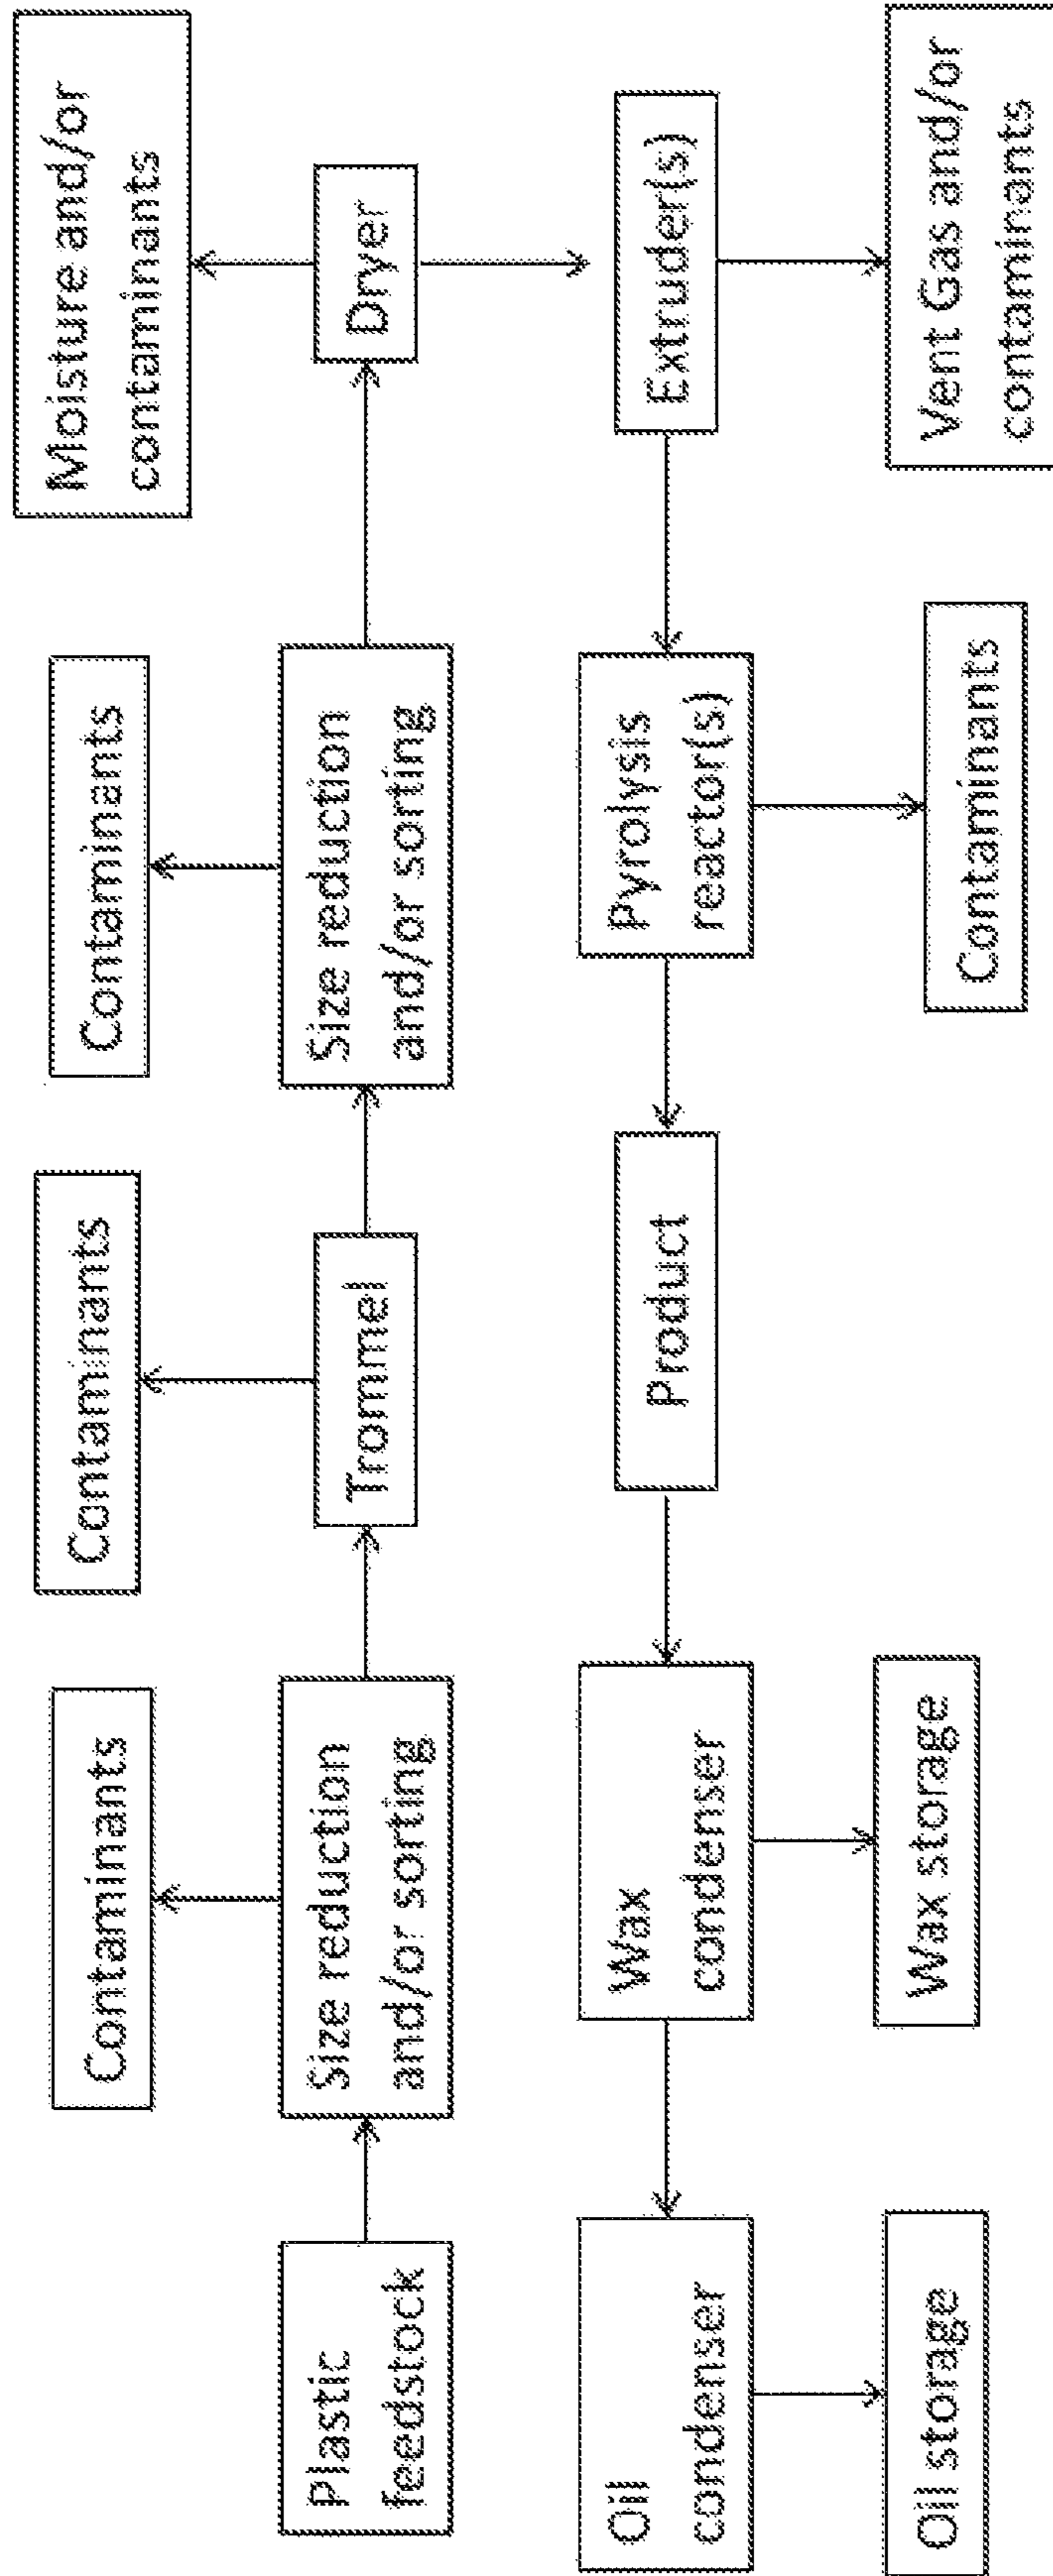 Moisture and/or
contaminants
Contaminants
Contaminants
Contaminants
Plastic
feedstock
Size reduction
and/or sorting
Trommel
Size reduction
and/or sorting
Dryer
Extruder(s)
Pyrolysis
reactor(s)
Product
Wax
condenser
Oil
condenser
Vent Gas and/or
contaminants
Contaminants
Wax storage
Oil storage